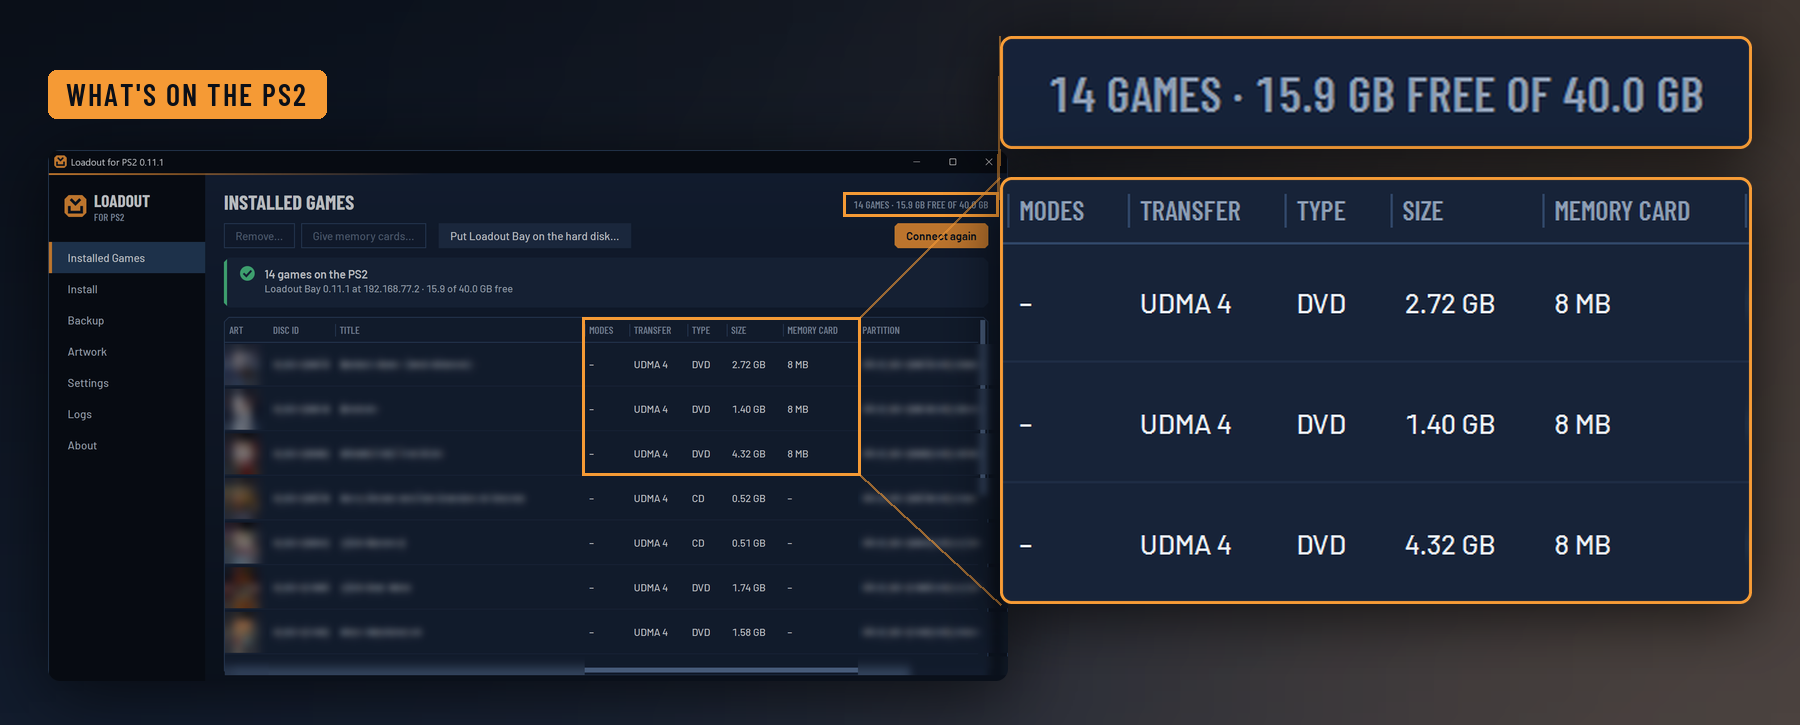 WHAT'S ON THE PS2
14 GAMES · 15.9 GB FREE OF 40.0 GB
Loadout for PS2 0.11.1
LOADOUT
FOR PS2
Installed Games
Install
Backup
Artwork
Settings
Logs
About
INSTALLED GAMES
14 GAMES · 15.9 GB FREE OF 40.0 GB
Remove...
Give memory cards...
Put Loadout Bay on the hard disk...
Connect again
14 games on the PS2
Loadout Bay 0.11.1 at 192.168.77.2 · 15.9 of 40.0 GB free
ART DISC ID TITLE MODES TRANSFER TYPE SIZE MEMORY CARD PARTITION
– UDMA 4 DVD 2.72 GB 8 MB
– UDMA 4 DVD 1.40 GB 8 MB
– UDMA 4 DVD 4.32 GB 8 MB
– UDMA 4 CD 0.52 GB –
– UDMA 4 CD 0.51 GB –
– UDMA 4 DVD 1.74 GB –
– UDMA 4 DVD 1.58 GB –
MODES TRANSFER TYPE SIZE MEMORY CARD
– UDMA 4 DVD 2.72 GB 8 MB
– UDMA 4 DVD 1.40 GB 8 MB
– UDMA 4 DVD 4.32 GB 8 MB